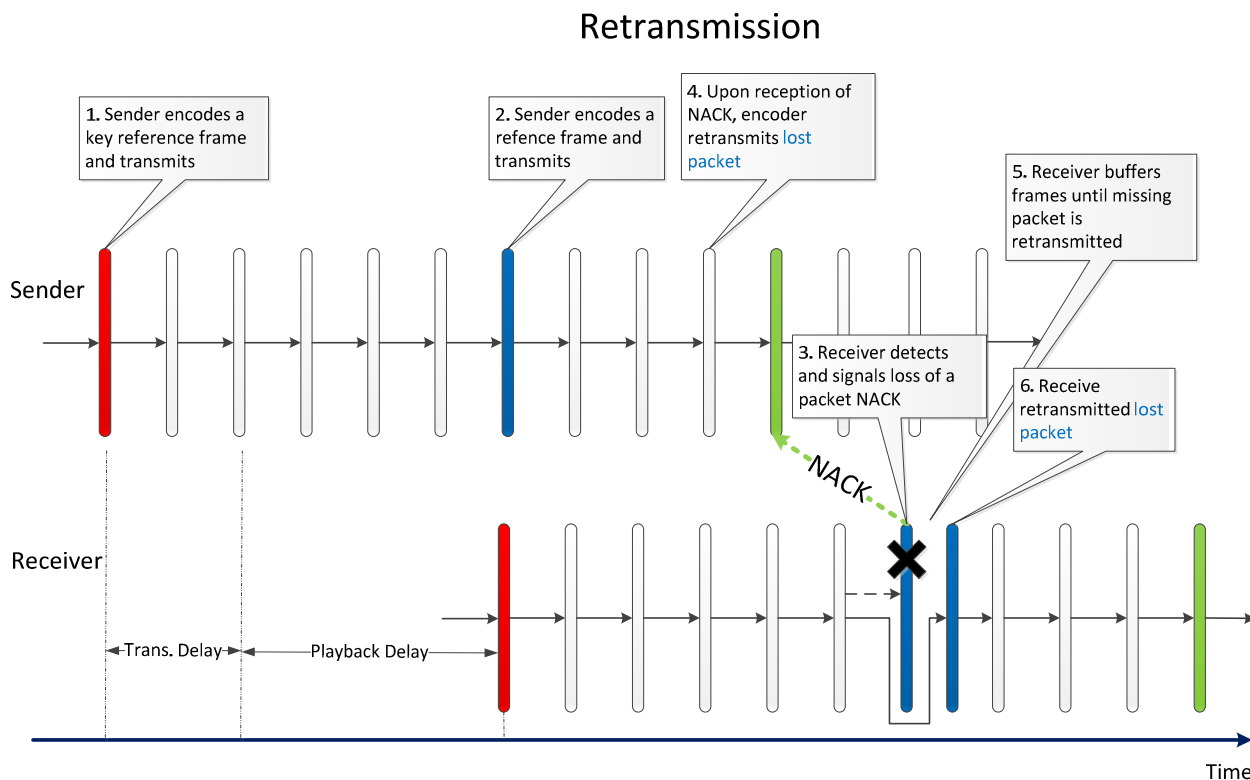 Retransmission
1. Sender encodes a
key reference frame
and transmits
2. Sender encodes a
refence frame and
transmits
4. Upon reception of
NACK, encoder
retransmits lost
packet
5. Receiver buffers
frames until missing
packet is
retransmitted
Sender
3. Receiver detects
and signals loss of a
packet NACK
6. Receive
retransmitted lost
packet
NACK
Receiver
Trans. Delay
Playback Delay
Time